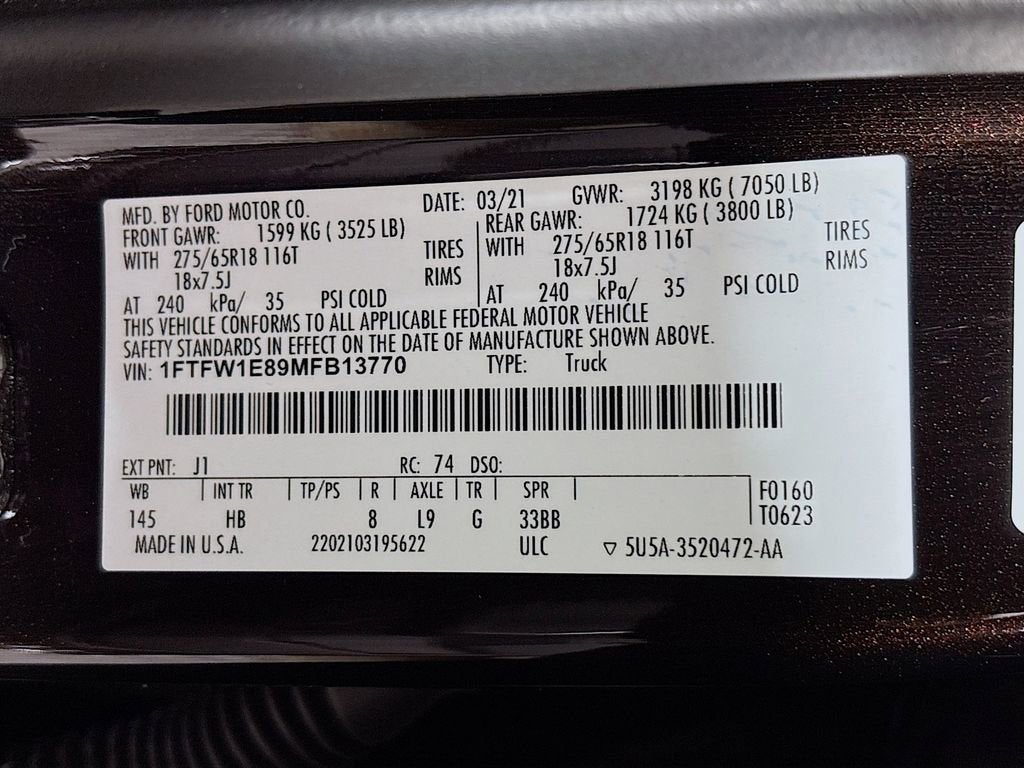 MFD. BY FORD MOTOR CO. DATE: 03/21 GVWR: 3198 KG ( 7050 LB)
FRONT GAWR: 1599 KG ( 3525 LB) REAR GAWR: 1724 KG ( 3800 LB)
WITH 275/65R18 116T TIRES WITH 275/65R18 116T TIRES
18x7.5J RIMS 18x7.5J RIMS
AT 240 kPa/ 35 PSI COLD AT 240 kPa/ 35 PSI COLD
THIS VEHICLE CONFORMS TO ALL APPLICABLE FEDERAL MOTOR VEHICLE
SAFETY STANDARDS IN EFFECT ON THE DATE OF MANUFACTURE SHOWN ABOVE.
VIN: 1FTFW1E89MFB13770 TYPE: Truck
EXT PNT: J1 RC: 74 DSO:
WB INT TR TP/PS R AXLE TR SPR F0160
145 HB 8 L9 G 33BB T0623
MADE IN U.S.A. 2202103195622 ULC ▽ 5U5A-3520472-AA